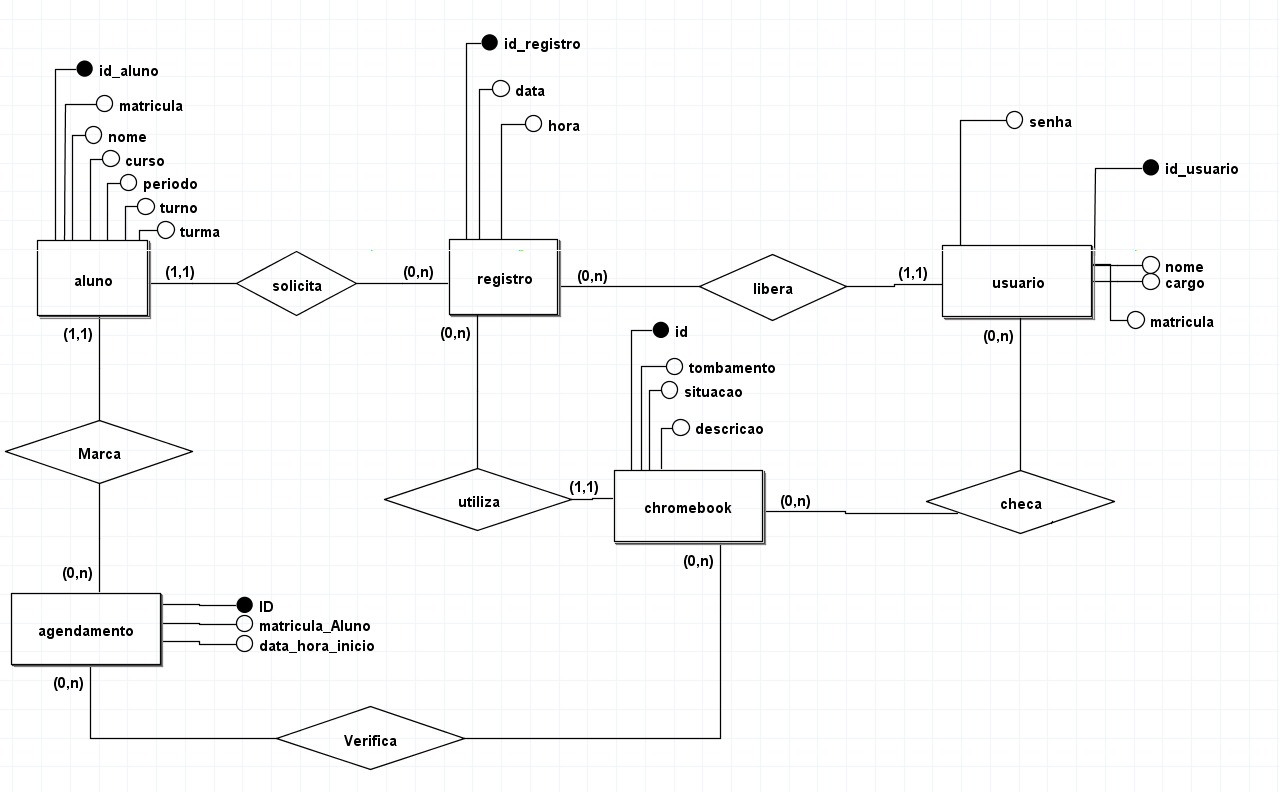 id_registro
id_aluno
data
matricula
hora
senha
nome
curso
id_usuario
periodo
turno
turma
aluno
(1,1)
solicita
(0,n)
registro
(0,n)
libera
(1,1)
usuario
nome
cargo
matricula
(1,1)
(0,n)
(0,n)
id
tombamento
situacao
descricao
Marca
utiliza
(1,1)
chromebook
(0,n)
checa
(0,n)
(0,n)
agendamento
ID
matricula_Aluno
data_hora_inicio
(0,n)
Verifica